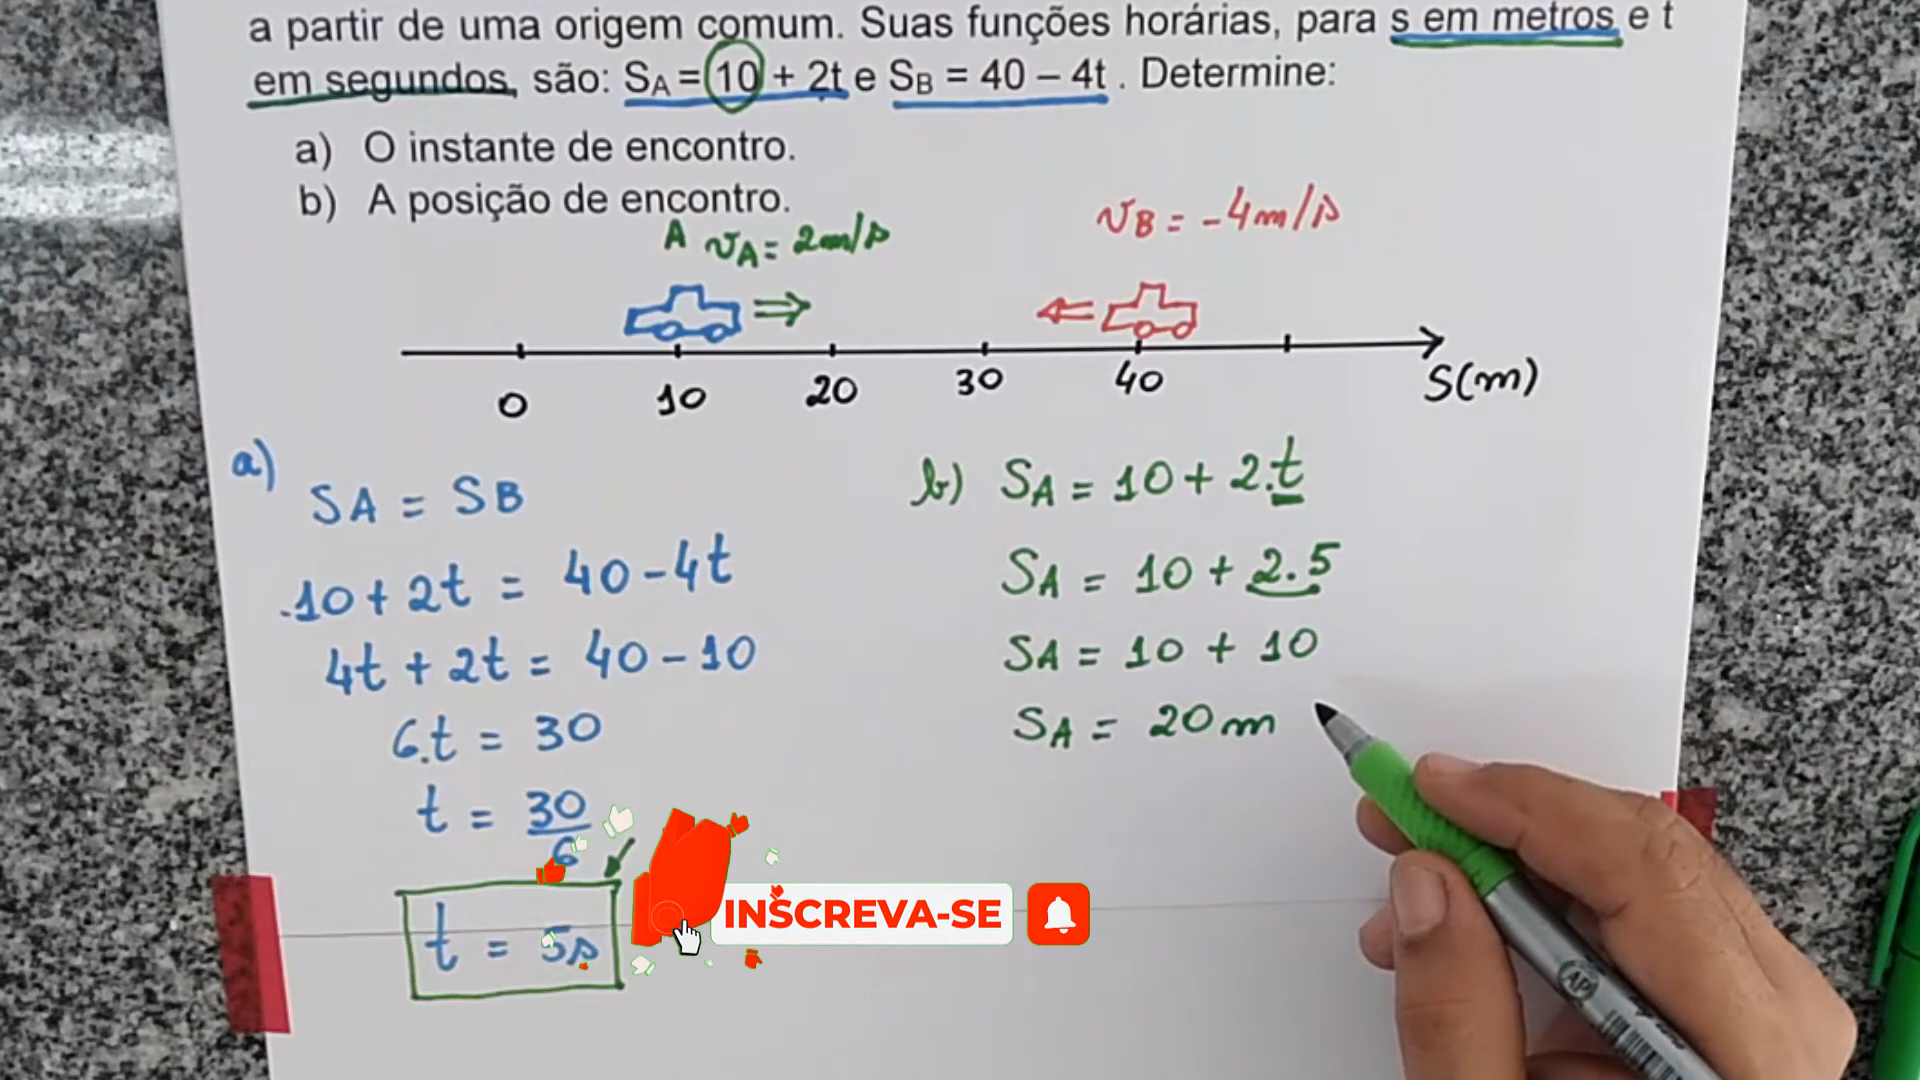 a partir de uma origem comum. Suas funções horárias, para s em metros e t
em segundos, são: SA = 10 + 2t e SB = 40 – 4t . Determine:
a) O instante de encontro.
b) A posição de encontro.
A vA = 2m/s
vB = -4m/s
0 10 20 30 40 S(m)
a)
SA = SB
10+2t = 40-4t
4t + 2t = 40-10
6.t = 30
t = 30/6
t = 5s
b) SA = 10 + 2.t
SA = 10 + 2.5
SA = 10 + 10
SA = 20m
INSCREVA-SE
AP